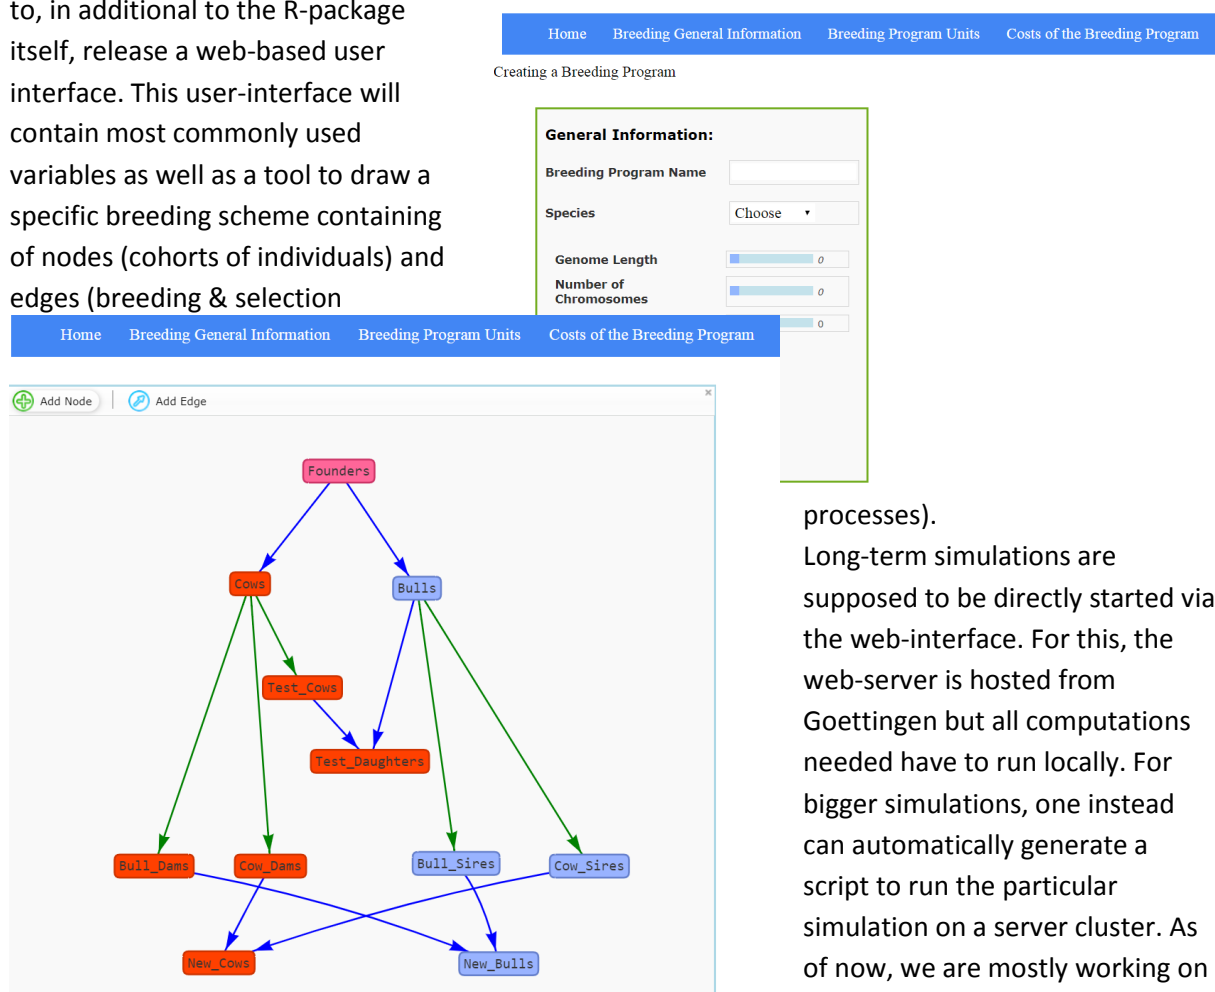 to, in additional to the R-package
itself, release a web-based user
interface. This user-interface will
contain most commonly used
variables as well as a tool to draw a
specific breeding scheme containing
of nodes (cohorts of individuals) and
edges (breeding & selection
Home Breeding General Information Breeding Program Units Costs of the Breeding Program
Creating a Breeding Program
General Information:
Breeding Program Name
Species Choose
Genome Length 0
Number of
Chromosomes 0
0
Home Breeding General Information Breeding Program Units Costs of the Breeding Program
Add Node Add Edge
Founders
Cows Bulls
Test_Cows
Test_Daughters
Bull_Dams Cow_Dams Bull_Sires Cow_Sires
New_Cows New_Bulls
processes).
Long-term simulations are
supposed to be directly started via
the web-interface. For this, the
web-server is hosted from
Goettingen but all computations
needed have to run locally. For
bigger simulations, one instead
can automatically generate a
script to run the particular
simulation on a server cluster. As
of now, we are mostly working on